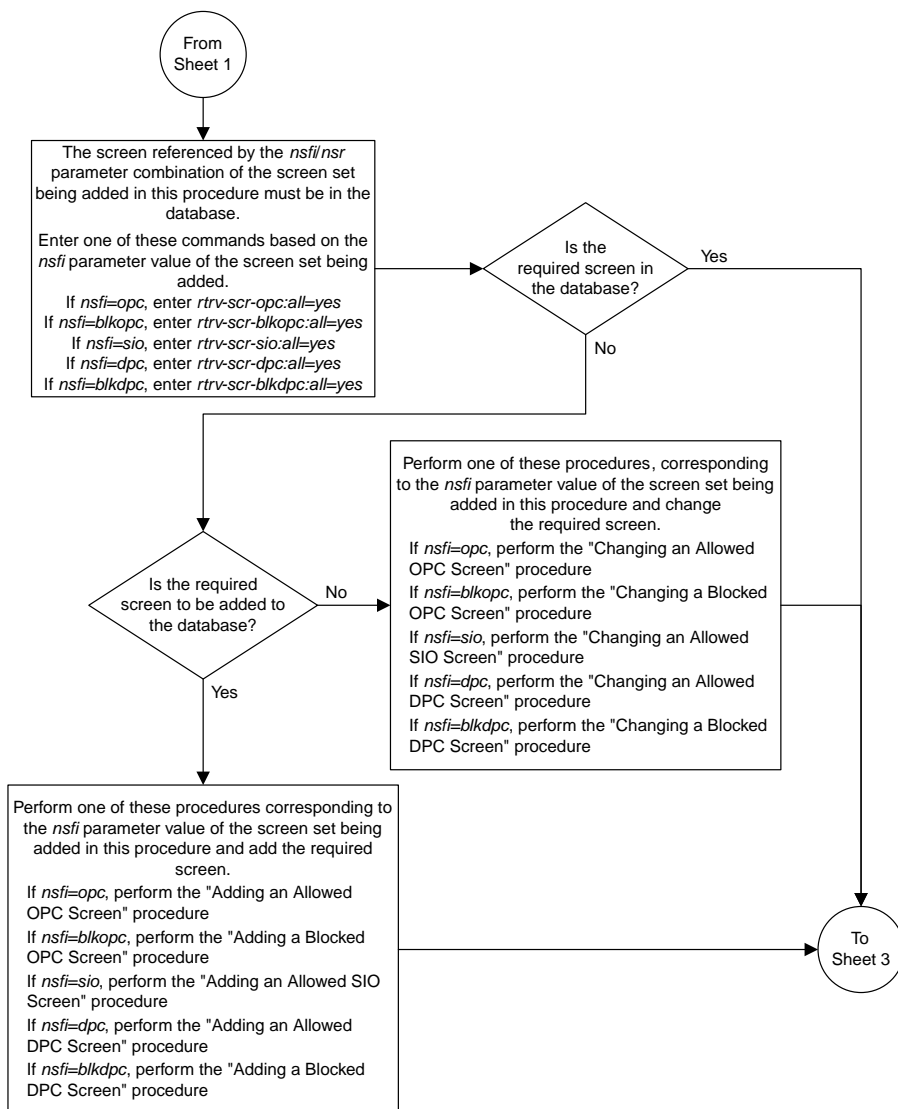 From
Sheet 1
The screen referenced by the nsfi/nsr
parameter combination of the screen set
being added in this procedure must be in the
database.
Enter one of these commands based on the
nsfi parameter value of the screen set being
added.
If nsfi=opc, enter rtrv-scr-opc:all=yes
If nsfi=blkopc, enter rtrv-scr-blkopc:all=yes
If nsfi=sio, enter rtrv-scr-sio:all=yes
If nsfi=dpc, enter rtrv-scr-dpc:all=yes
If nsfi=blkdpc, enter rtrv-scr-blkdpc:all=yes
Is the
required screen in
the database?
Yes
No
Is the required
screen to be added to
the database?
No
Yes
Perform one of these procedures, corresponding
to the nsfi parameter value of the screen set being
added in this procedure and change
the required screen.
If nsfi=opc, perform the "Changing an Allowed
OPC Screen" procedure
If nsfi=blkopc, perform the "Changing a Blocked
OPC Screen" procedure
If nsfi=sio, perform the "Changing an Allowed
SIO Screen" procedure
If nsfi=dpc, perform the "Changing an Allowed
DPC Screen" procedure
If nsfi=blkdpc, perform the "Changing a Blocked
DPC Screen" procedure
Perform one of these procedures corresponding to
the nsfi parameter value of the screen set being
added in this procedure and add the required
screen.
If nsfi=opc, perform the "Adding an Allowed
OPC Screen" procedure
If nsfi=blkopc, perform the "Adding a Blocked
OPC Screen" procedure
If nsfi=sio, perform the "Adding an Allowed SIO
Screen" procedure
If nsfi=dpc, perform the "Adding an Allowed
DPC Screen" procedure
If nsfi=blkdpc, perform the "Adding a Blocked
DPC Screen" procedure
To
Sheet 3